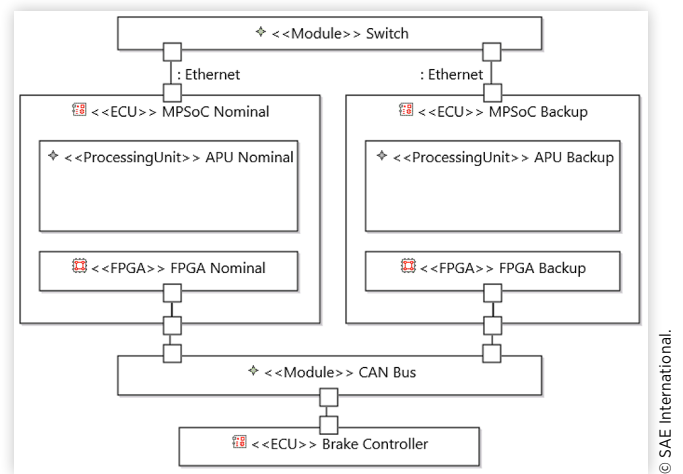 <<Module>> Switch
: Ethernet
: Ethernet
<<ECU>> MPSoC Nominal
<<ECU>> MPSoC Backup
<<ProcessingUnit>> APU Nominal
<<ProcessingUnit>> APU Backup
<<FPGA>> FPGA Nominal
<<FPGA>> FPGA Backup
<<Module>> CAN Bus
<<ECU>> Brake Controller
© SAE International.